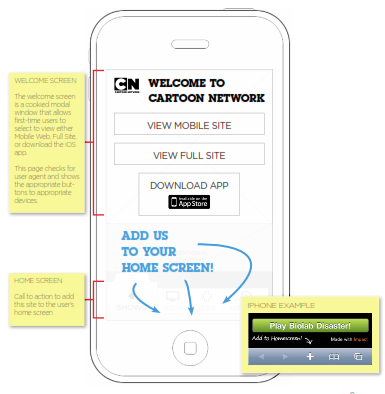 WELCOME SCREEN
The welcome screen
is a cooked modal
window that allows
first-time users to
select to view either
Mobile Web, Full Site,
or download the iOS
app.
This page checks for
user agent and shows
the appropriate but-
tons to appropriate
devices.
HOME SCREEN
Call to action to add
this site to the user's
home screen
CN
CARTOON NETWORK
WELCOME TO
CARTOON NETWORK
VIEW MOBILE SITE
VIEW FULL SITE
DOWNLOAD APP
Available on the
App Store
ADD US
TO YOUR
HOME SCREEN!
IPHONE EXAMPLE
Play Biolab Disaster!
Add to Homescreen!
Made with Impact